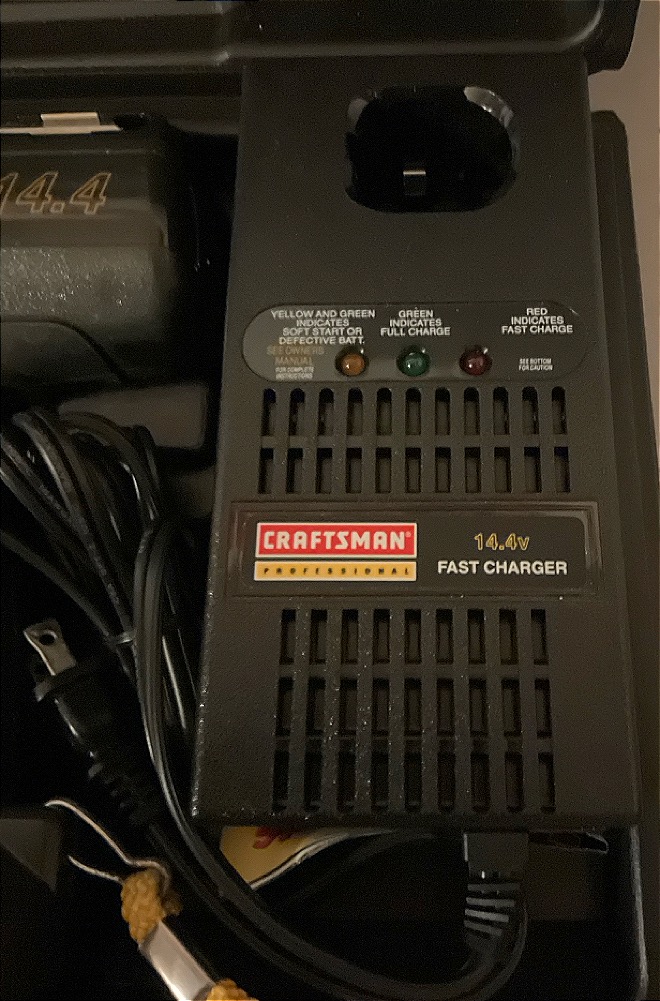 14.4
YELLOW AND GREEN
INDICATES
SOFT START OR
DEFECTIVE BATT.
SEE OWNERS
MANUAL
FOR COMPLETE
INSTRUCTIONS
GREEN
INDICATES
FULL CHARGE
RED
INDICATES
FAST CHARGE
SEE BOTTOM
FOR CAUTION
CRAFTSMAN®
PROFESSIONAL
14.4v
FAST CHARGER